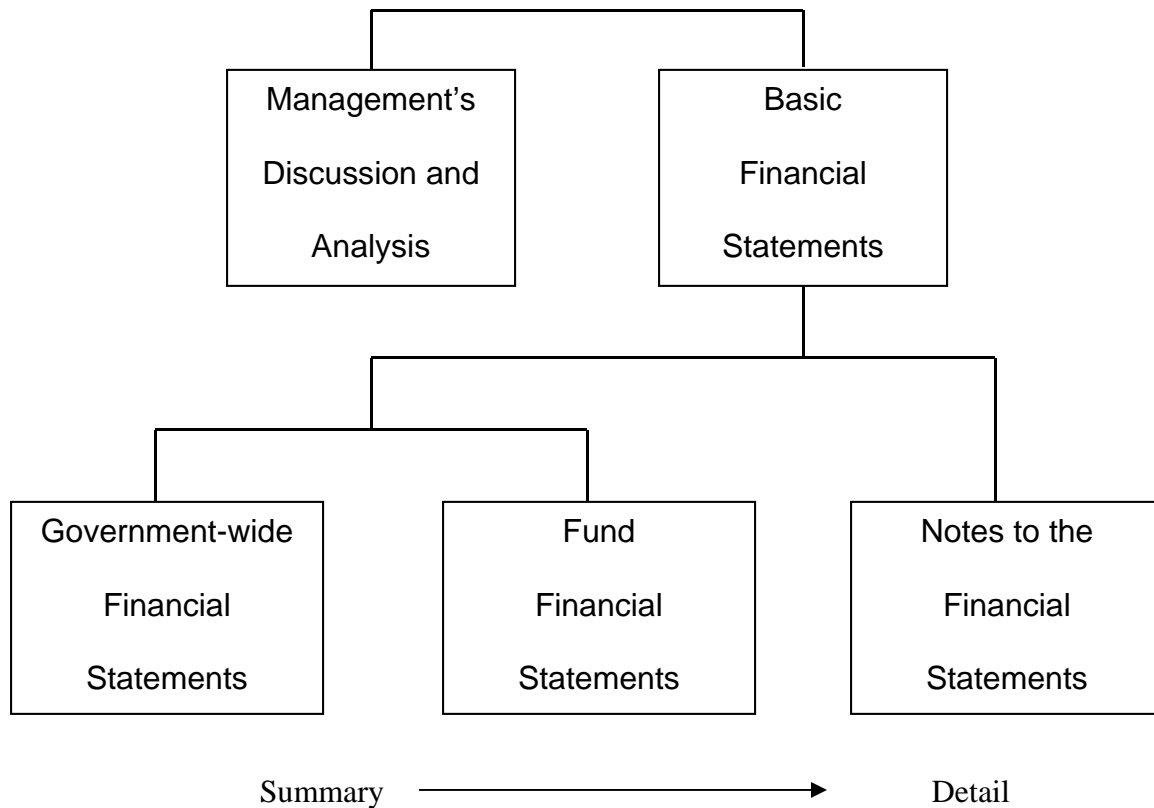 Management's
Discussion and
Analysis
Basic
Financial
Statements
Government-wide
Financial
Statements
Fund
Financial
Statements
Notes to the
Financial
Statements
Summary
Detail